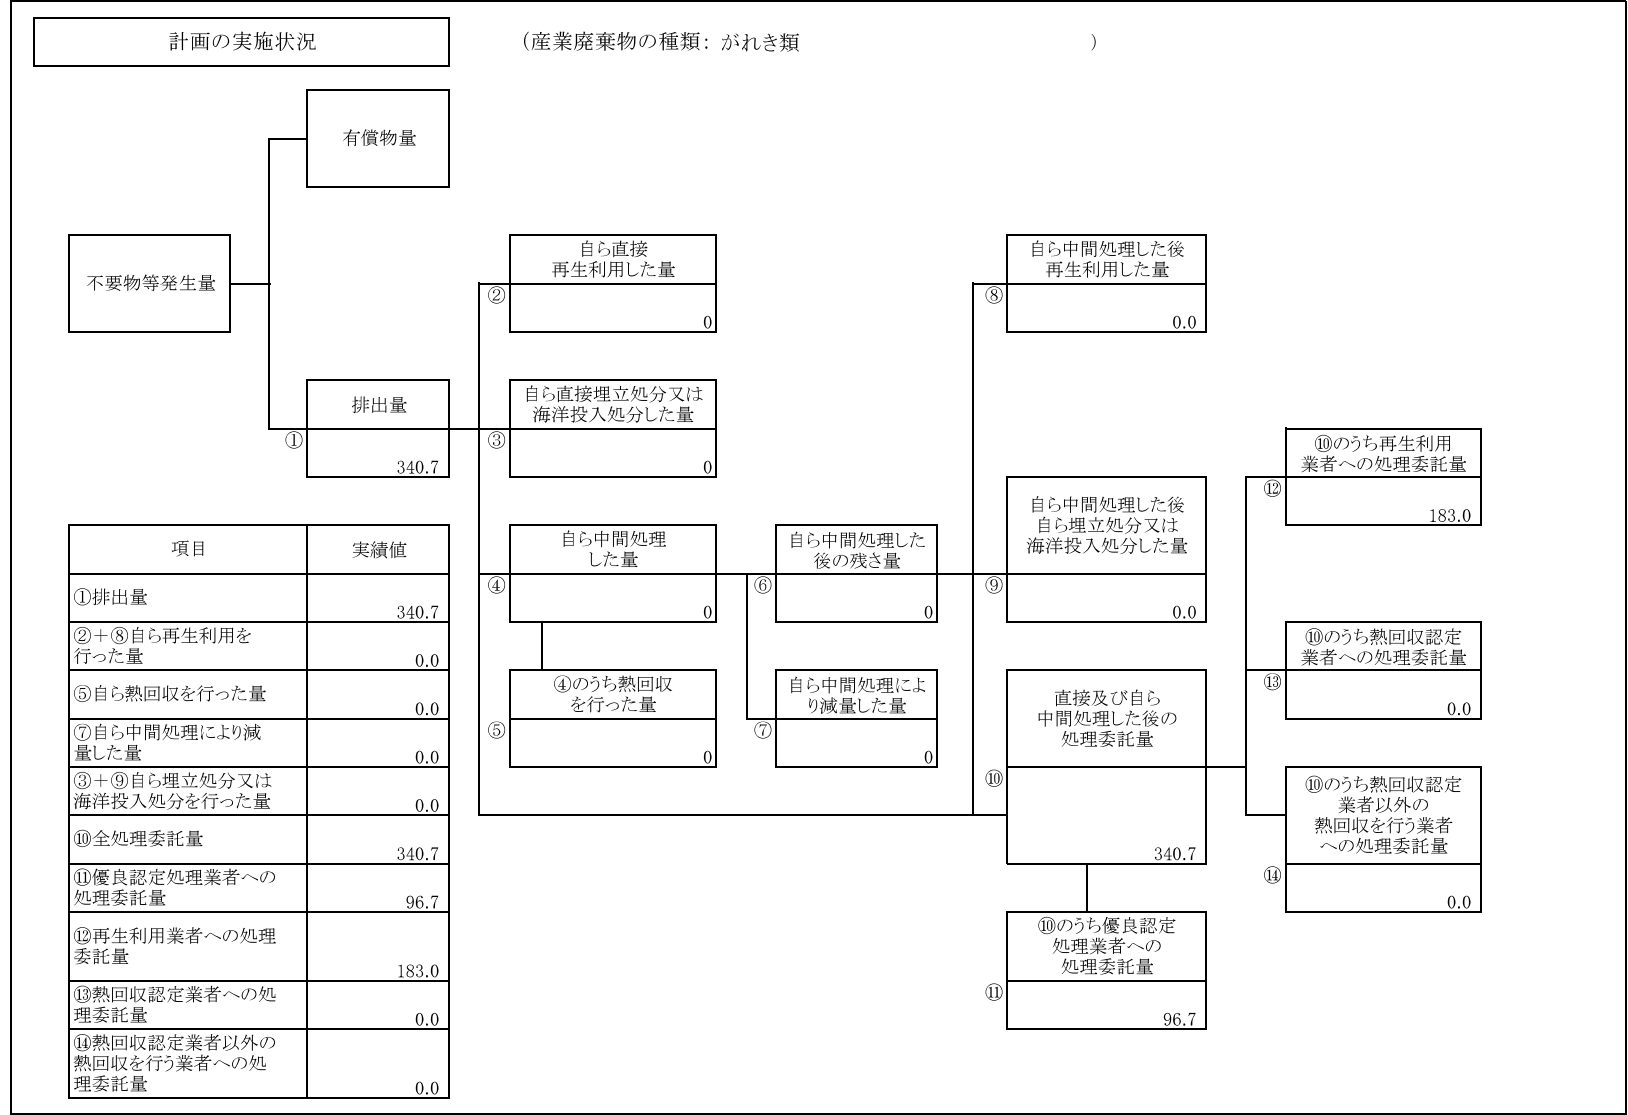 計画の実施状況
（産業廃棄物の種類：がれき類　）
有償物量
不要物等発生量
自ら直接
再生利用した量
②
0
自ら中間処理した後
再生利用した量
⑧
0.0
排出量
①
340.7
自ら直接埋立処分又は
海洋投入処分した量
③
0
⑩のうち再生利用
業者への処理委託量
⑫
183.0
自ら中間処理した後
自ら埋立処分又は
海洋投入処分した量
⑨
0.0
自ら中間処理
した量
④
0
自ら中間処理した
後の残さ量
⑥
0
⑩のうち熱回収認定
業者への処理委託量
⑬
0.0
④のうち熱回収
を行った量
⑤
0
自ら中間処理によ
り減量した量
⑦
0
直接及び自ら
中間処理した後の
処理委託量
⑩
340.7
⑩のうち熱回収認定
業者以外の
熱回収を行う業者
への処理委託量
⑭
0.0
⑩のうち優良認定
処理業者への
処理委託量
⑪
96.7
項目 実績値
①排出量
340.7
②＋⑧自ら再生利用を
行った量
0.0
⑤自ら熱回収を行った量
0.0
⑦自ら中間処理により減
量した量
0.0
③＋⑨自ら埋立処分又は
海洋投入処分を行った量
0.0
⑩全処理委託量
340.7
⑪優良認定処理業者への
処理委託量
96.7
⑫再生利用業者への処理
委託量
183.0
⑬熱回収認定業者への処
理委託量
0.0
⑭熱回収認定業者以外の
熱回収を行う業者への処
理委託量
0.0